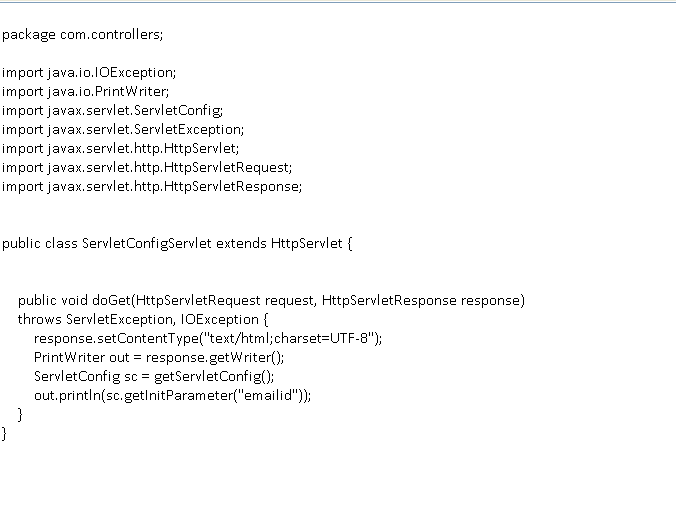 package com.controllers;
import java.io.IOException;
import java.io.PrintWriter;
import javax.servlet.ServletConfig;
import javax.servlet.ServletException;
import javax.servlet.http.HttpServlet;
import javax.servlet.http.HttpServletRequest;
import javax.servlet.http.HttpServletResponse;
public class ServletConfigServlet extends HttpServlet {
public void doGet(HttpServletRequest request, HttpServletResponse response)
throws ServletException, IOException {
response.setContentType("text/html;charset=UTF-8");
PrintWriter out = response.getWriter();
ServletConfig sc = getServletConfig();
out.println(sc.getInitParameter("emailid"));
}
}